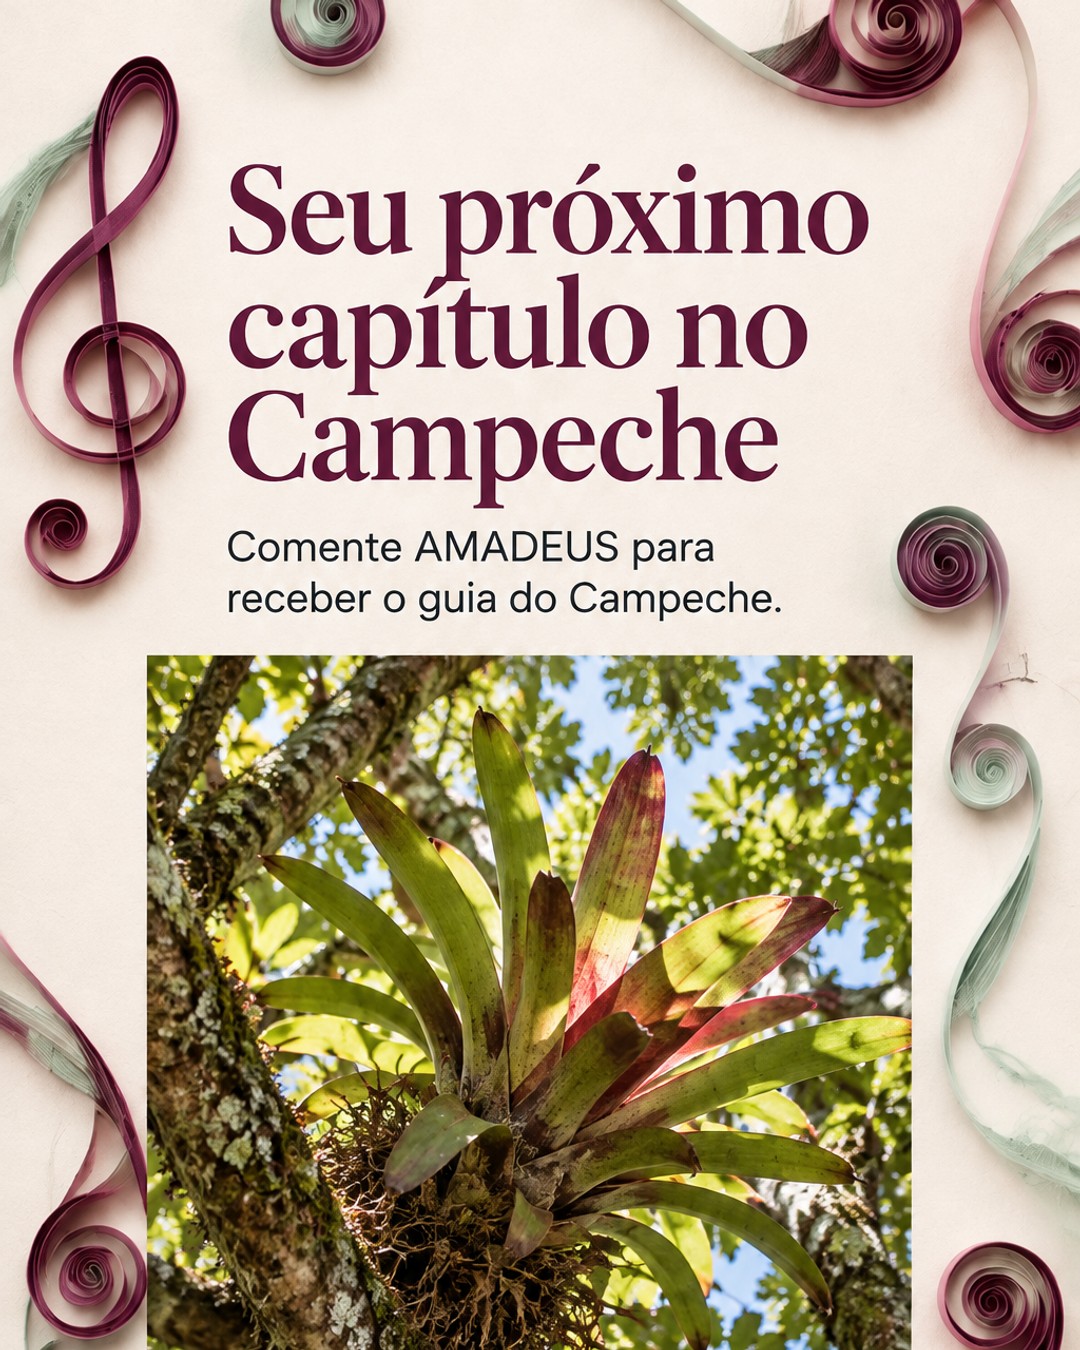 Seu próximo
capítulo no
Campeche
Comente AMADEUS para
receber o guia do Campeche.